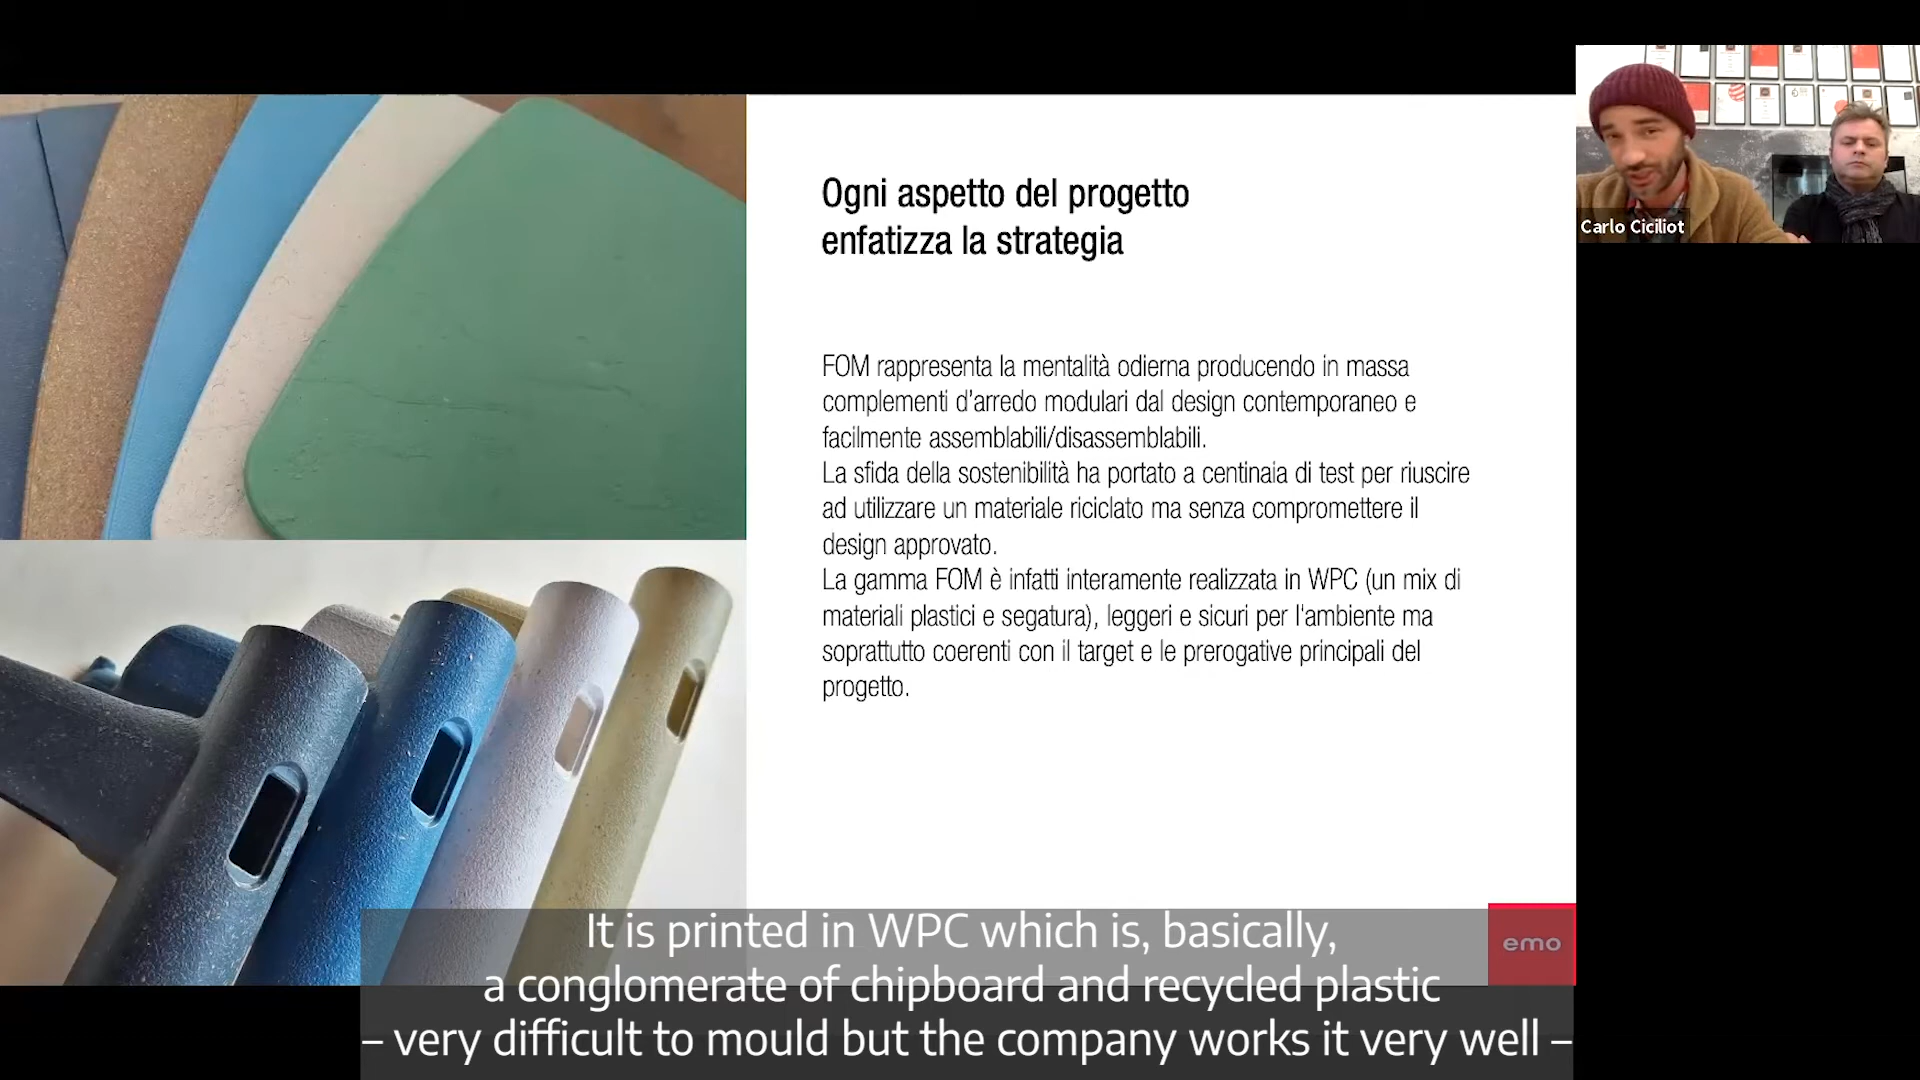 Ogni aspetto del progetto
enfatizza la strategia
FOM rappresenta la mentalità odierna producendo in massa
complementi d'arredo modulari dal design contemporaneo e
facilmente assemblabili/disassemblabili.
La sfida della sostenibilità ha portato a centinaia di test per riuscire
ad utilizzare un materiale riciclato ma senza compromettere il
design approvato.
La gamma FOM è infatti interamente realizzata in WPC (un mix di
materiali plastici e segatura), leggeri e sicuri per l'ambiente ma
soprattutto coerenti con il target e le prerogative principali del
progetto.
Carlo Ciciliot
emo
It is printed in WPC which is, basically,
a conglomerate of chipboard and recycled plastic
– very difficult to mould but the company works it very well –